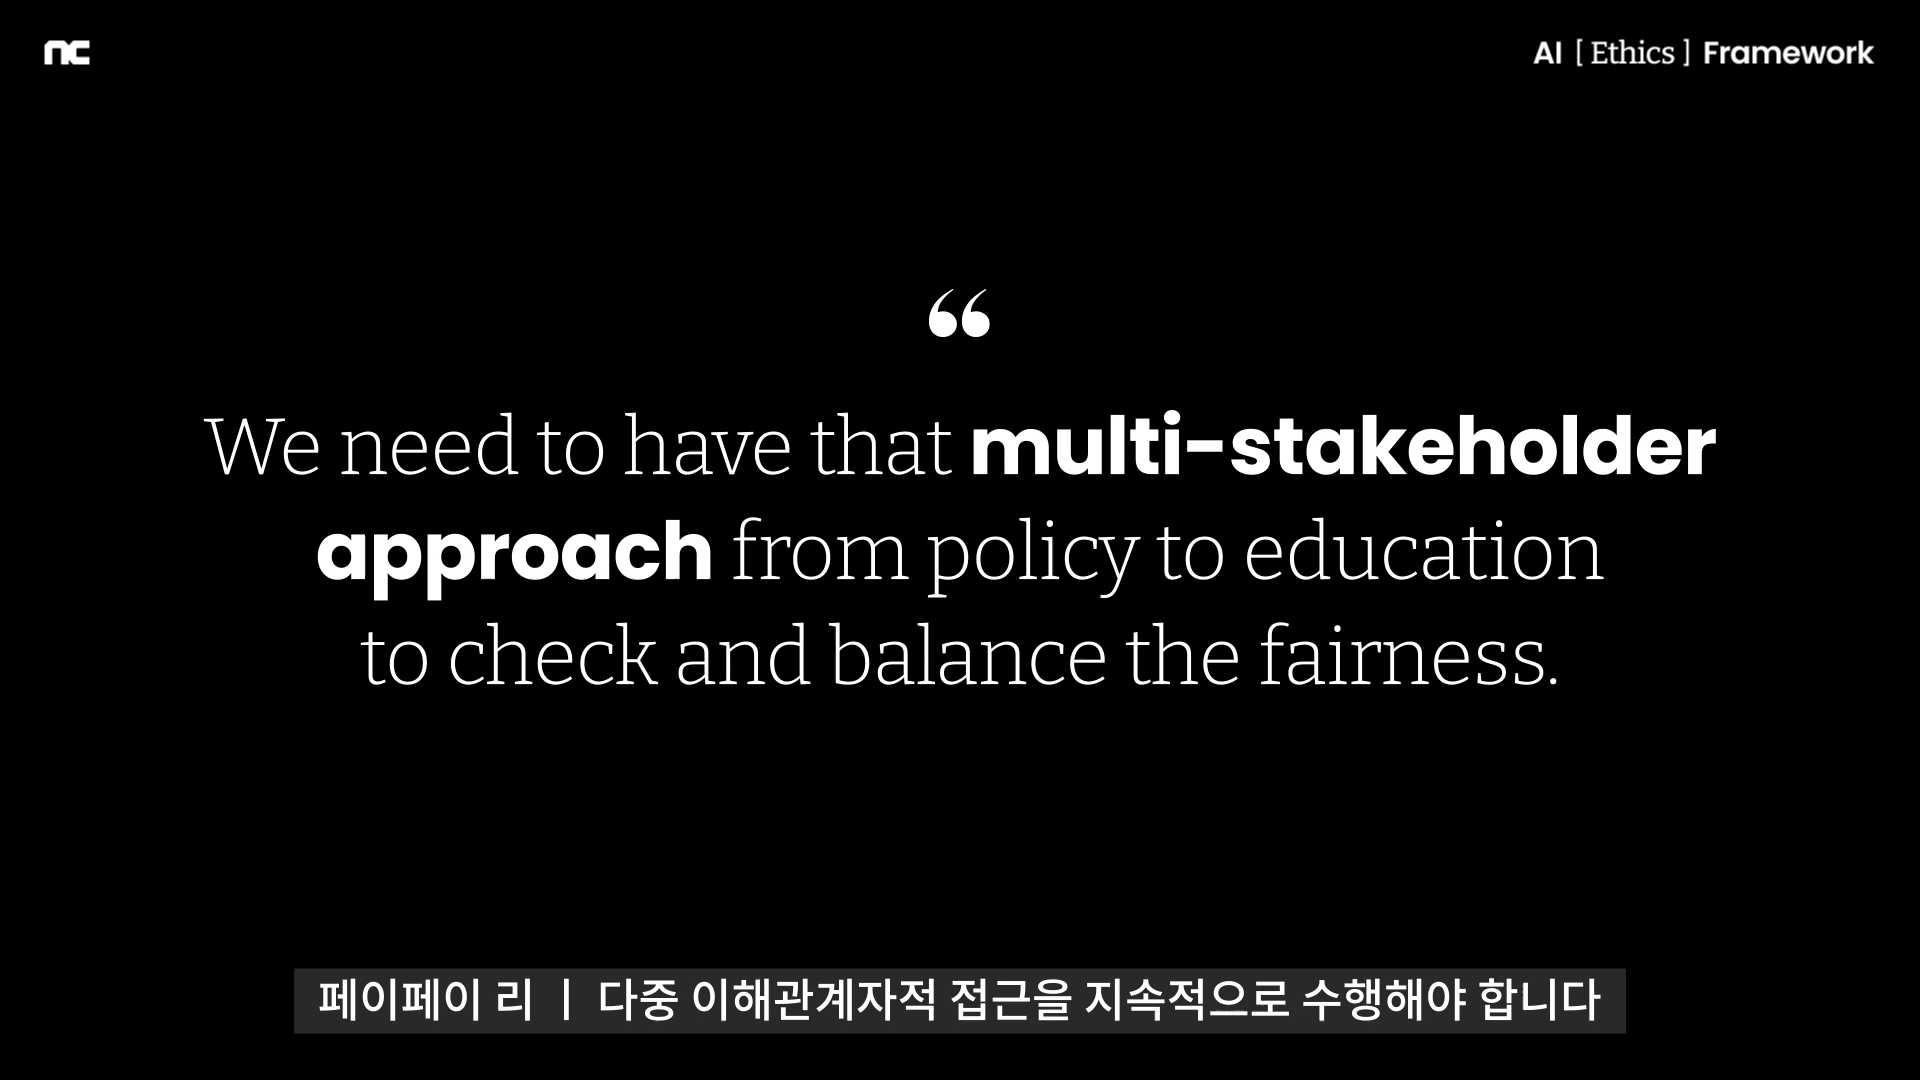 nc
AI [ Ethics ] Framework
“
We need to have that multi-stakeholder
approach from policy to education
to check and balance the fairness.
페이페이 리 ㅣ 다중 이해관계자적 접근을 지속적으로 수행해야 합니다